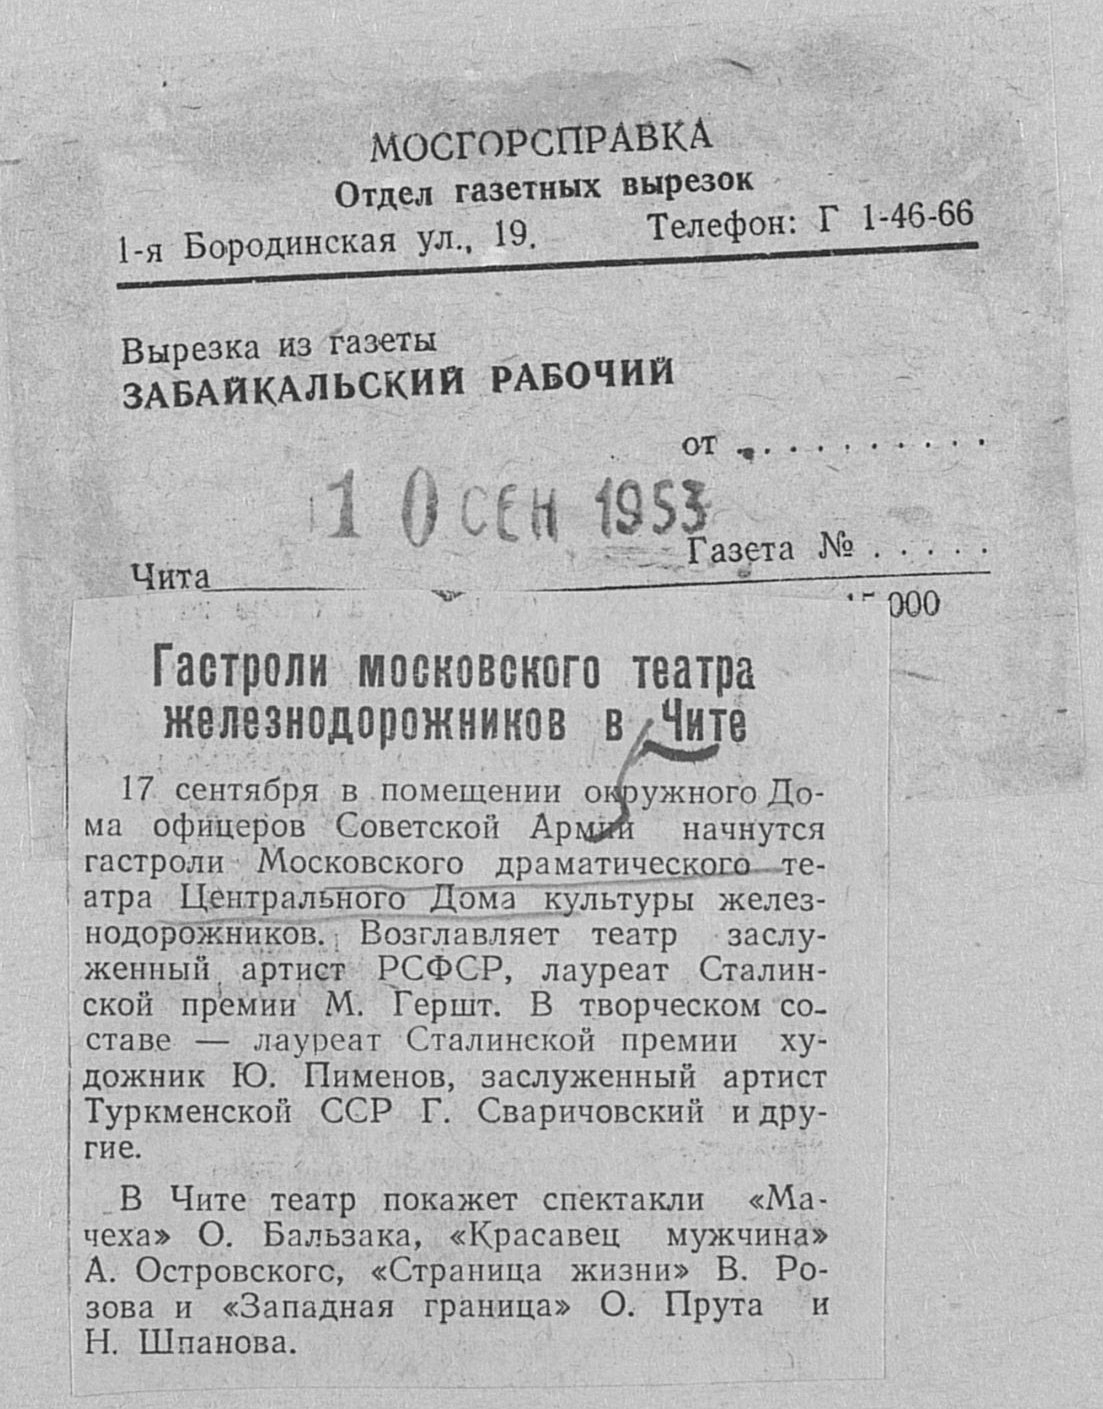 МОСГОРСПРАВКА
Отдел газетных вырезок
1-я Бородинская ул., 19. Телефон: Г 1-46-66
Вырезка из газеты
ЗАБАЙКАЛЬСКИЙ РАБОЧИЙ
от . . . . . . . . . .
10 СЕН 1953
Газета № . . . . .
Чита
000
Гастроли московского театра
железнодорожников в Чите
17 сентября в помещении окружного До-
ма офицеров Советской Армии начнутся
гастроли Московского драматического те-
атра Центрального Дома культуры желез-
нодорожников. Возглавляет театр заслу-
женный артист РСФСР, лауреат Сталин-
ской премии М. Гершт. В творческом со-
ставе — лауреат Сталинской премии ху-
дожник Ю. Пименов, заслуженный артист
Туркменской ССР Г. Сваричовский и дру-
гие.
В Чите театр покажет спектакли «Ма-
чеха» О. Бальзака, «Красавец мужчина»
А. Островского, «Страница жизни» В. Ро-
зова и «Западная граница» О. Прута и
Н. Шпанова.